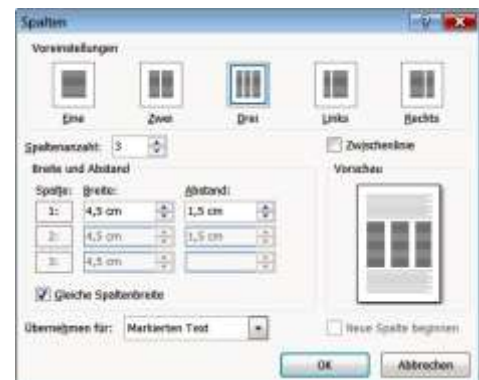 Spalten
Voreinstellungen
Eine Zwei Drei Links Rechts
Spaltenanzahl: 3
Zwischenlinie
Breite und Abstand
Vorschau
Spalte: Breite: Abstand:
1: 4,5 cm 1,5 cm
2: 4,5 cm 1,5 cm
3: 4,5 cm
Gleiche Spaltenbreite
Übernehmen für: Markierten Text
Neue Spalte beginnen
OK Abbrechen